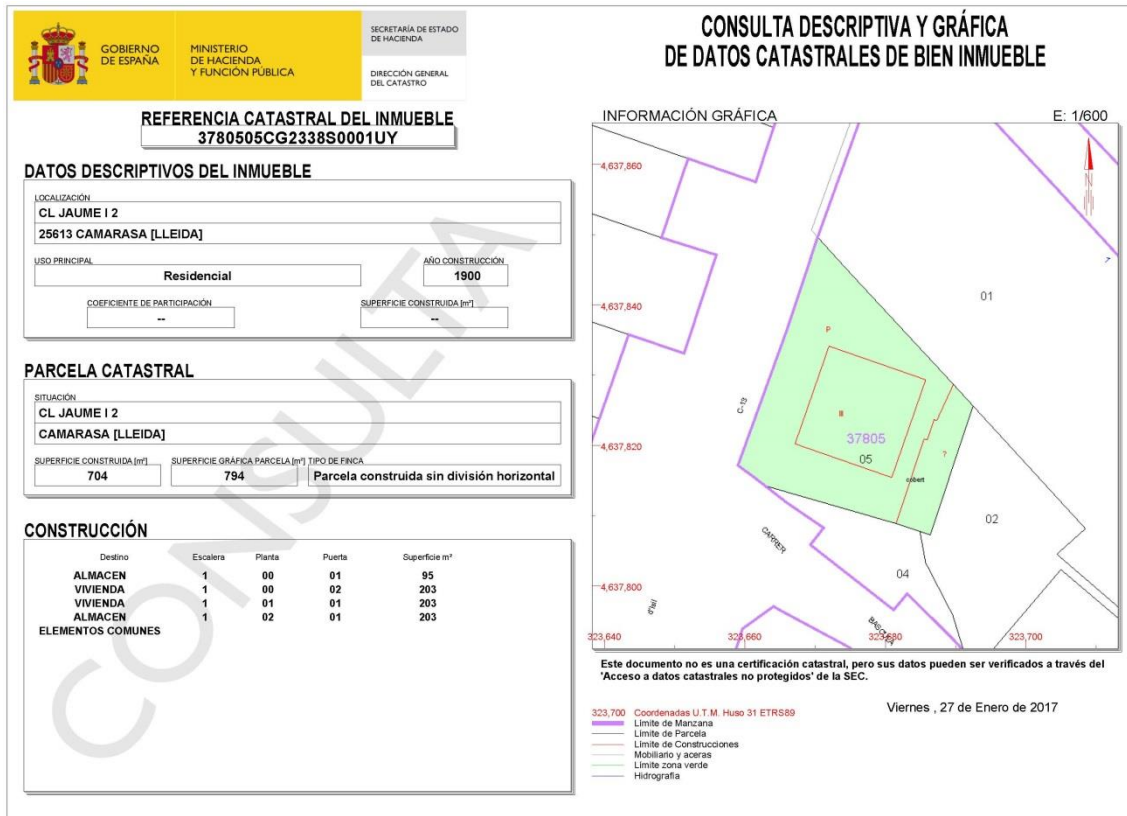 GOBIERNO
DE ESPAÑA
MINISTERIO
DE HACIENDA
Y FUNCIÓN PÚBLICA
SECRETARÍA DE ESTADO
DE HACIENDA
DIRECCIÓN GENERAL
DEL CATASTRO
CONSULTA DESCRIPTIVA Y GRÁFICA
DE DATOS CATASTRALES DE BIEN INMUEBLE
REFERENCIA CATASTRAL DEL INMUEBLE
3780505CG2338S0001UY
DATOS DESCRIPTIVOS DEL INMUEBLE
LOCALIZACIÓN
CL JAUME I 2
25613 CAMARASA [LLEIDA]
USO PRINCIPAL
Residencial
AÑO CONSTRUCCIÓN
1900
COEFICIENTE DE PARTICIPACIÓN
--
SUPERFICIE CONSTRUIDA [m²]
--
PARCELA CATASTRAL
SITUACIÓN
CL JAUME I 2
CAMARASA [LLEIDA]
SUPERFICIE CONSTRUIDA [m²]
704
SUPERFICIE GRÁFICA PARCELA [m²]
794
TIPO DE FINCA
Parcela construida sin división horizontal
CONSTRUCCIÓN
Destino Escalera Planta Puerta Superficie m²
ALMACEN 1 00 01 95
VIVIENDA 1 00 02 203
VIVIENDA 1 01 01 203
ALMACEN 1 02 01 203
ELEMENTOS COMUNES
CONSULTA
INFORMACIÓN GRÁFICA E: 1/600
4,637,860
N
7
01
4,637,840
P
C-13
III
4,637,820
37805
05
?
cobert
02
CARRER
04
4,637,800
d'Isil
BASCULA
323,640 323,660 323,680 323,700
Este documento no es una certificación catastral, pero sus datos pueden ser verificados a través del
'Acceso a datos catastrales no protegidos' de la SEC.
Viernes , 27 de Enero de 2017
323,700 Coordenadas U.T.M. Huso 31 ETRS89
Límite de Manzana
Límite de Parcela
Límite de Construcciones
Mobiliario y aceras
Límite zona verde
Hidrografía